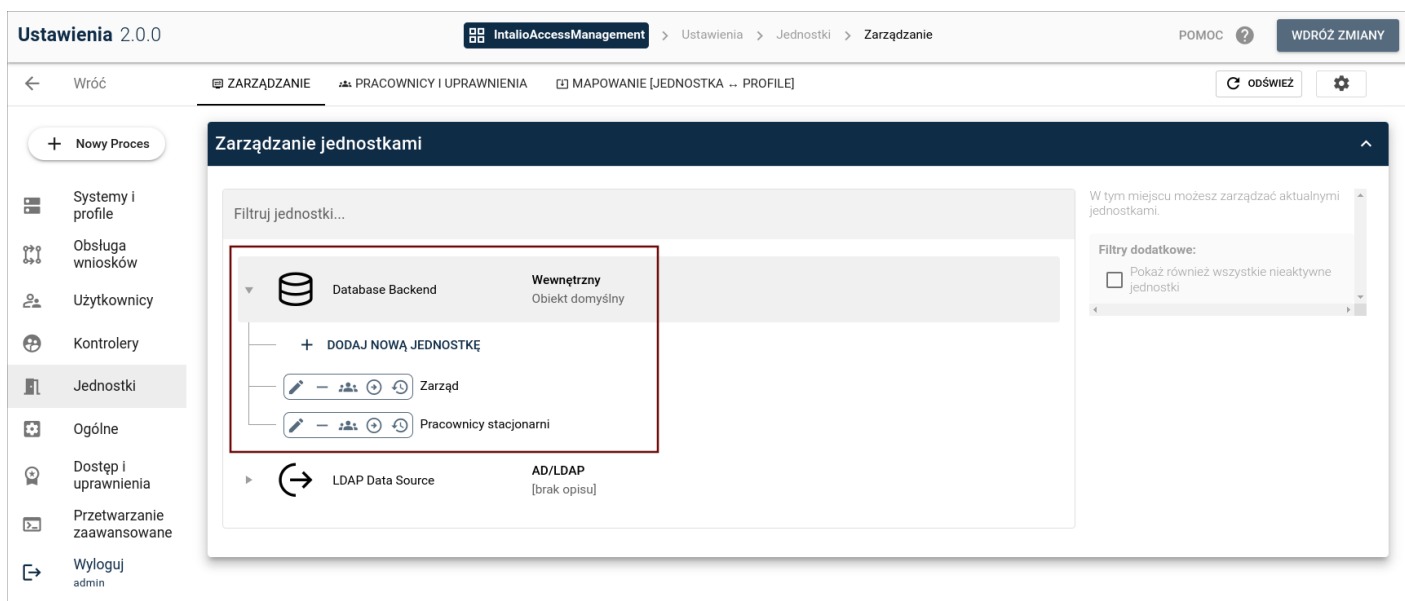 Ustawienia 2.0.0
IntalioAccessManagement > Ustawienia > Jednostki > Zarządzanie
POMOC ?
WDRÓŻ ZMIANY
Wróć
ZARZĄDZANIE
PRACOWNICY I UPRAWNIENIA
MAPOWANIE [JEDNOSTKA ↔ PROFILE]
ODŚWIEŻ
+ Nowy Proces
Systemy i
profile
Obsługa
wniosków
Użytkownicy
Kontrolery
Jednostki
Ogólne
Dostęp i
uprawnienia
Przetwarzanie
zaawansowane
Wyloguj
admin
Zarządzanie jednostkami
Filtruj jednostki...
Database Backend
Wewnętrzny
Obiekt domyślny
+ DODAJ NOWĄ JEDNOSTKĘ
Zarząd
Pracownicy stacjonarni
LDAP Data Source
AD/LDAP
[brak opisu]
W tym miejscu możesz zarządzać aktualnymi
jednostkami.
Filtry dodatkowe:
Pokaż również wszystkie nieaktywne
jednostki